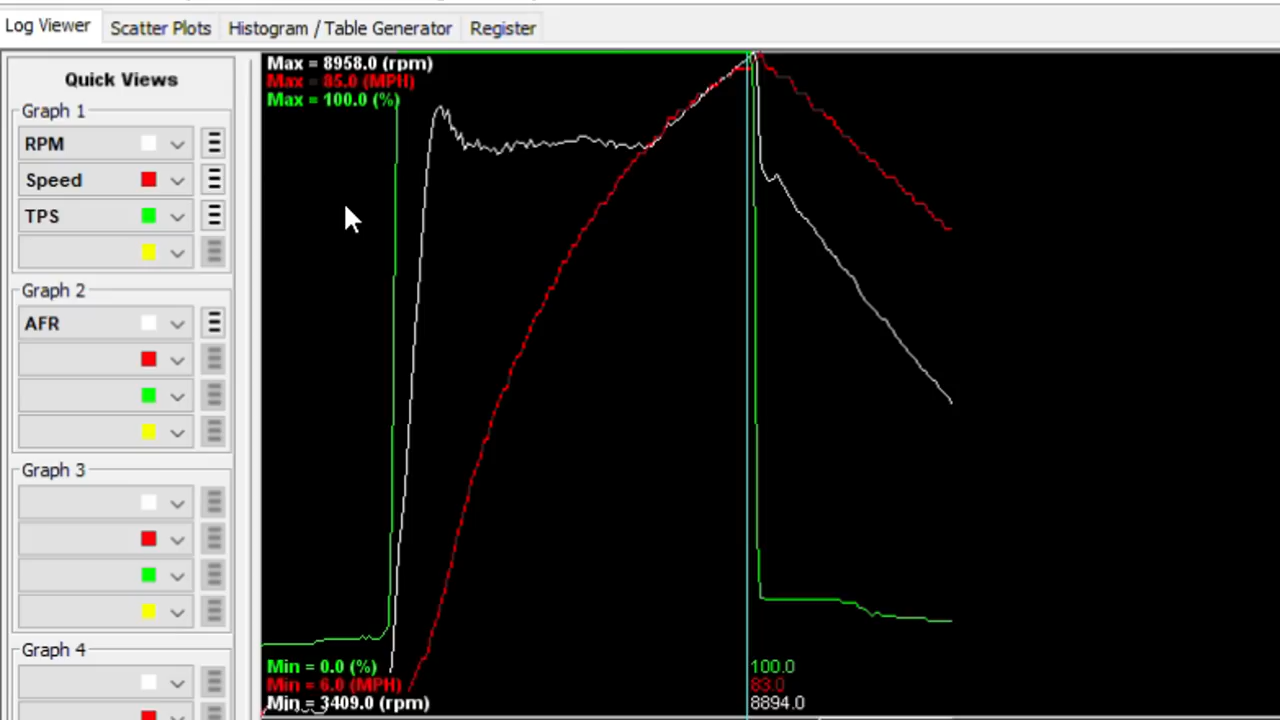 Log Viewer Scatter Plots Histogram / Table Generator Register
Quick Views
Graph 1
RPM
Speed
TPS
Graph 2
AFR
Graph 3
Graph 4
Max = 8958.0 (rpm)
Max = 85.0 (MPH)
Max = 100.0 (%)
Min = 0.0 (%)
Min = 6.0 (MPH)
Min = 3409.0 (rpm)
100.0
83.0
8894.0